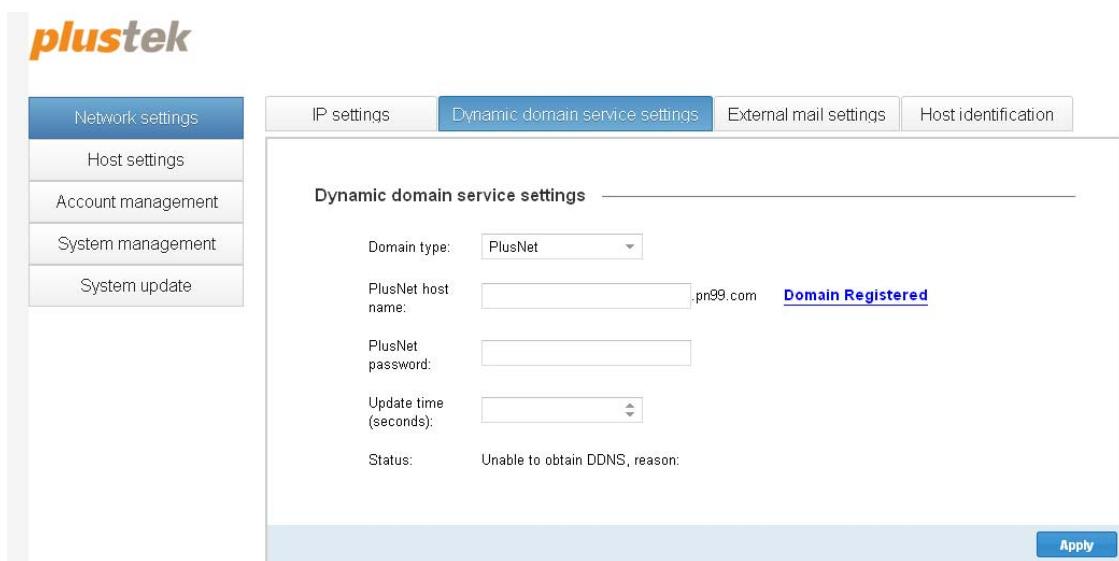 plustek
Network settings
Host settings
Account management
System management
System update
IP settings
Dynamic domain service settings
External mail settings
Host identification
Dynamic domain service settings
Domain type:
PlusNet
PlusNet host
name:
.pn99.com
Domain Registered
PlusNet
password:
Update time
(seconds):
Status:
Unable to obtain DDNS, reason:
Apply